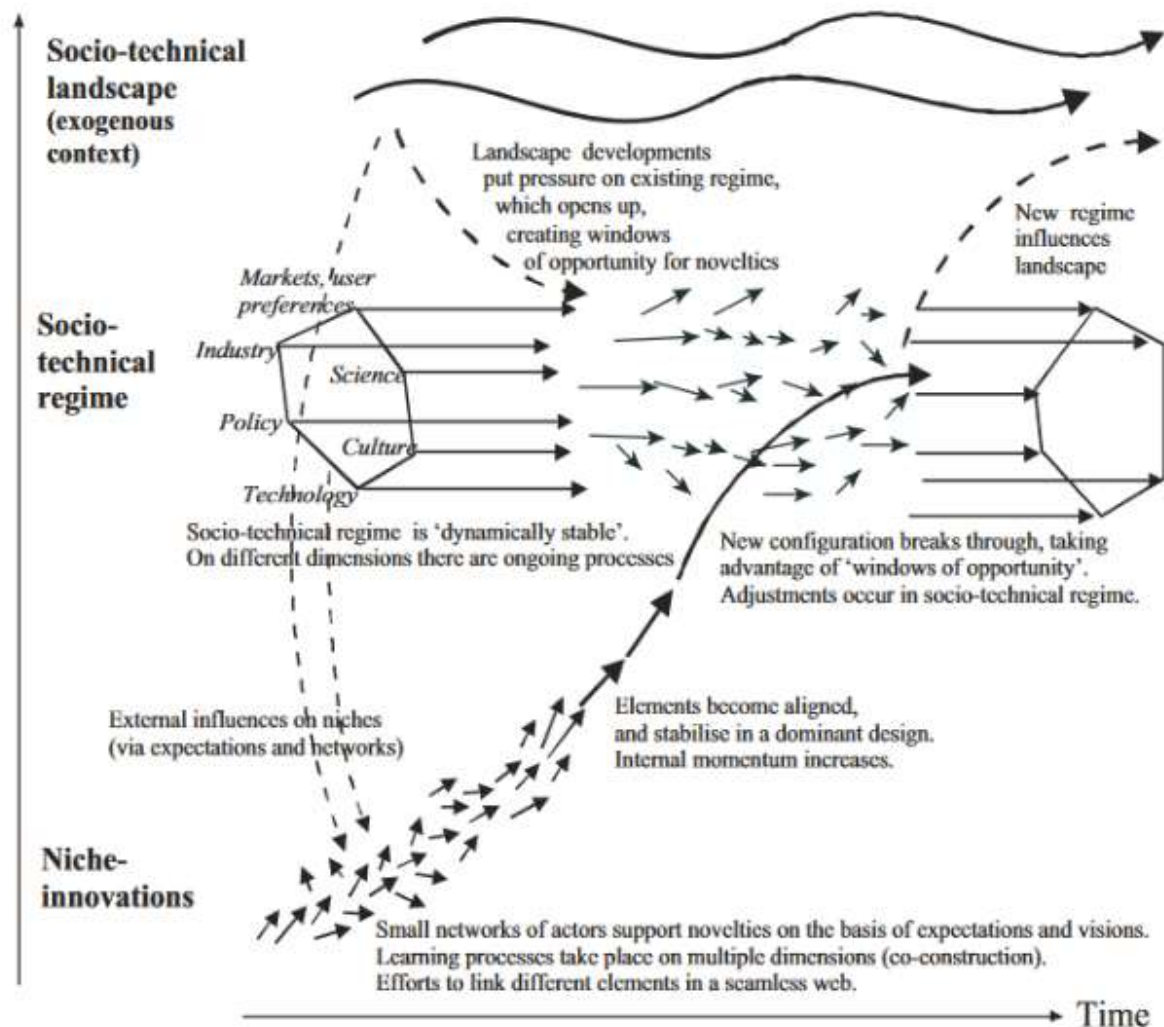 Socio-technical
landscape
(exogenous
context)
Landscape developments
put pressure on existing regime,
which opens up,
creating windows
of opportunity for novelties
New regime
influences
landscape
Markets, user
preferences
Industry
Science
Policy
Culture
Technology
Socio-
technical
regime
Socio-technical regime is ‘dynamically stable’.
On different dimensions there are ongoing processes
New configuration breaks through, taking
advantage of ‘windows of opportunity’.
Adjustments occur in socio-technical regime.
External influences on niches
(via expectations and networks)
Elements become aligned,
and stabilise in a dominant design.
Internal momentum increases.
Niche-
innovations
Small networks of actors support novelties on the basis of expectations and visions.
Learning processes take place on multiple dimensions (co-construction).
Efforts to link different elements in a seamless web.
Time